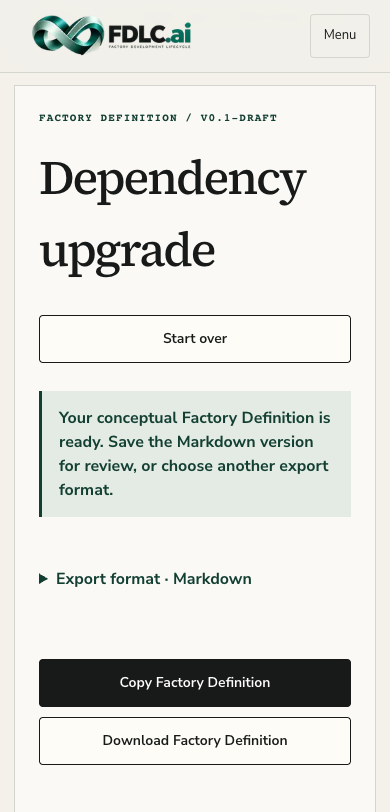 FDLC.ai
FACTORY DEVELOPMENT LIFECYCLE
Menu
FACTORY DEFINITION / V0.1-DRAFT
Dependency
upgrade
Start over
Your conceptual Factory Definition is
ready. Save the Markdown version
for review, or choose another export
format.
Export format · Markdown
Copy Factory Definition
Download Factory Definition